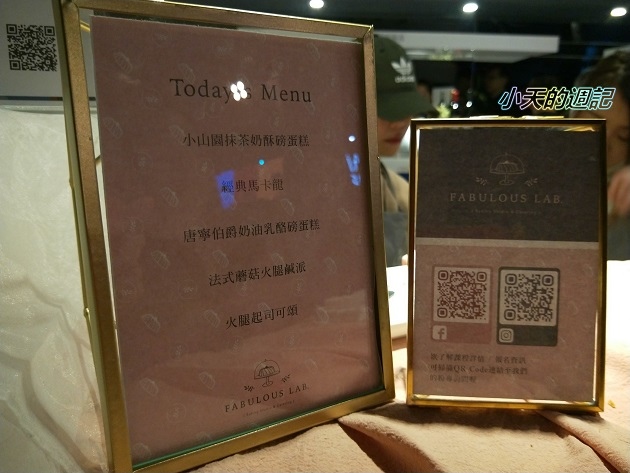 Today's Menu
小山園抹茶奶酥磅蛋糕
經典馬卡龍
唐寧伯爵奶油乳酪磅蛋糕
法式蘑菇火腿鹹派
火腿起司可頌
FABULOUS LAB.
小天的週記
FABULOUS LAB.